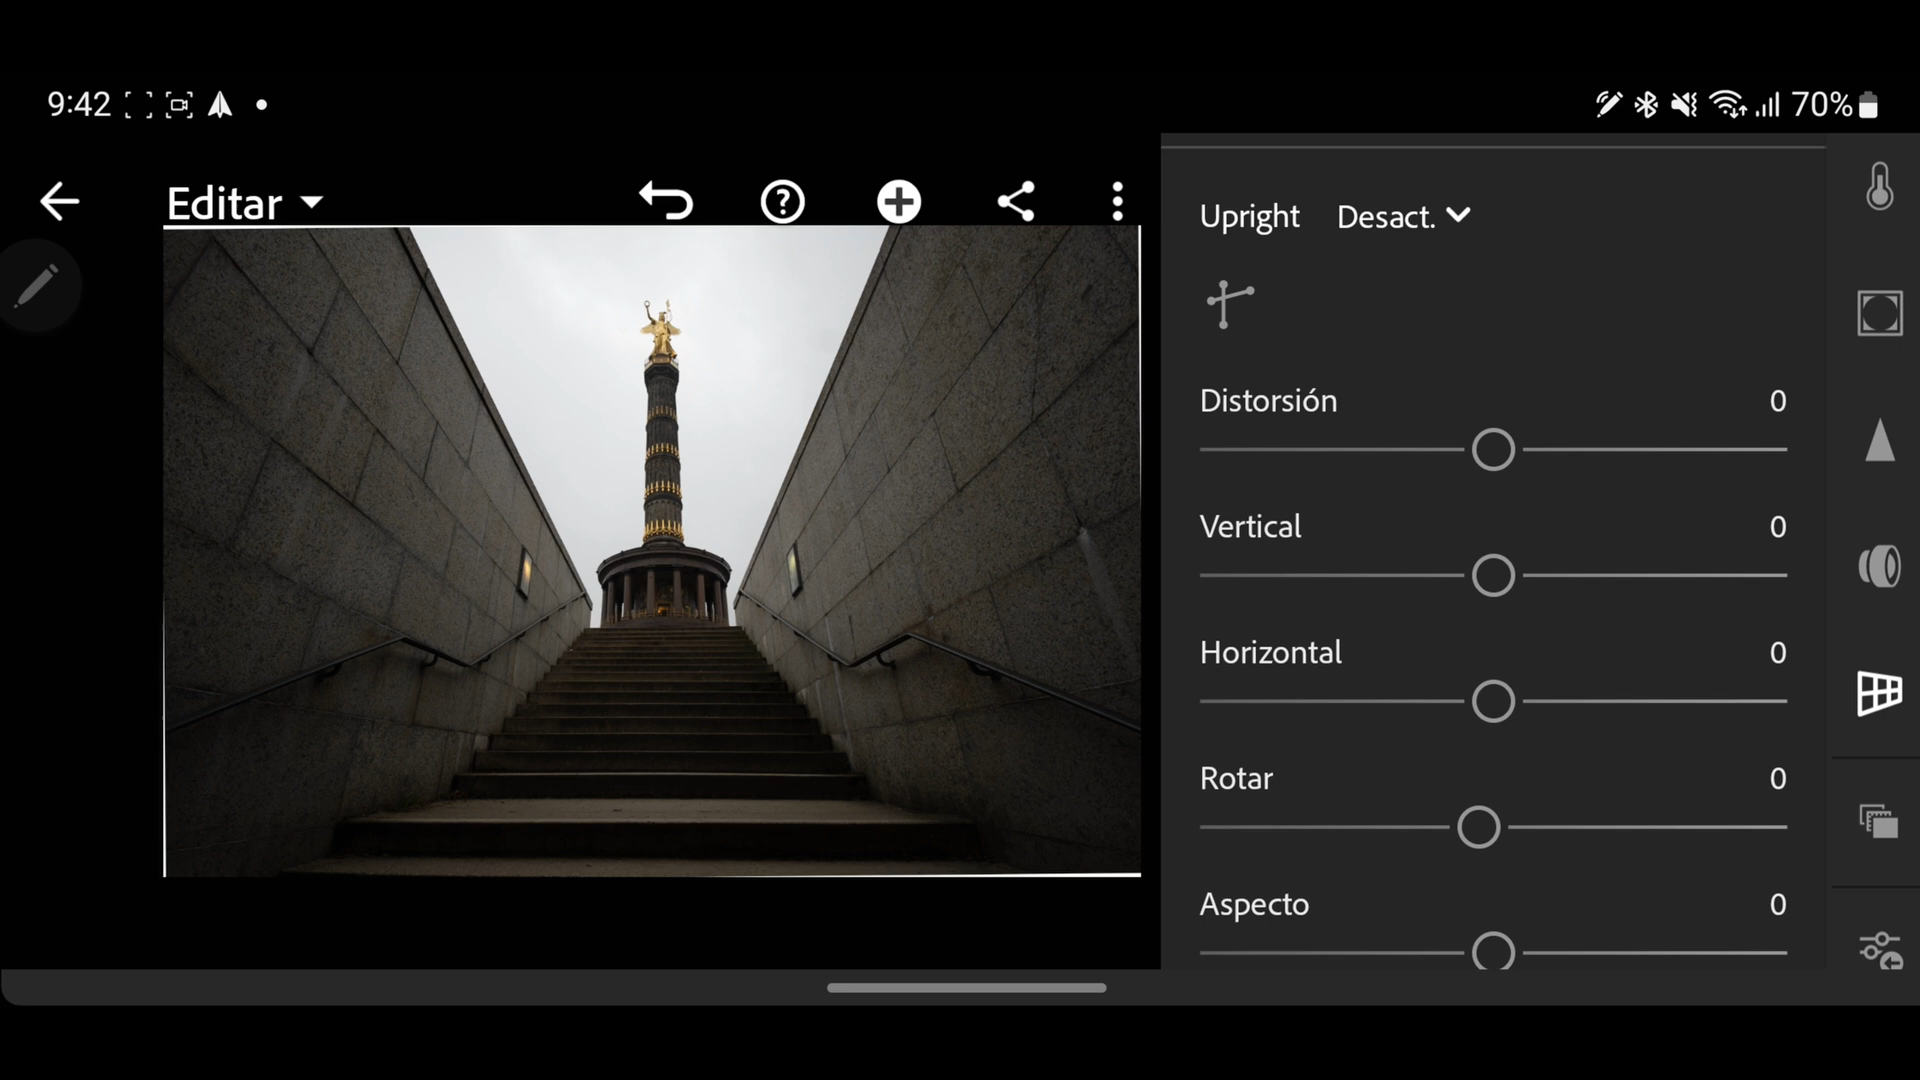 9:42
70%
Editar
Upright Desact.
Distorsión 0
Vertical 0
Horizontal 0
Rotar 0
Aspecto 0